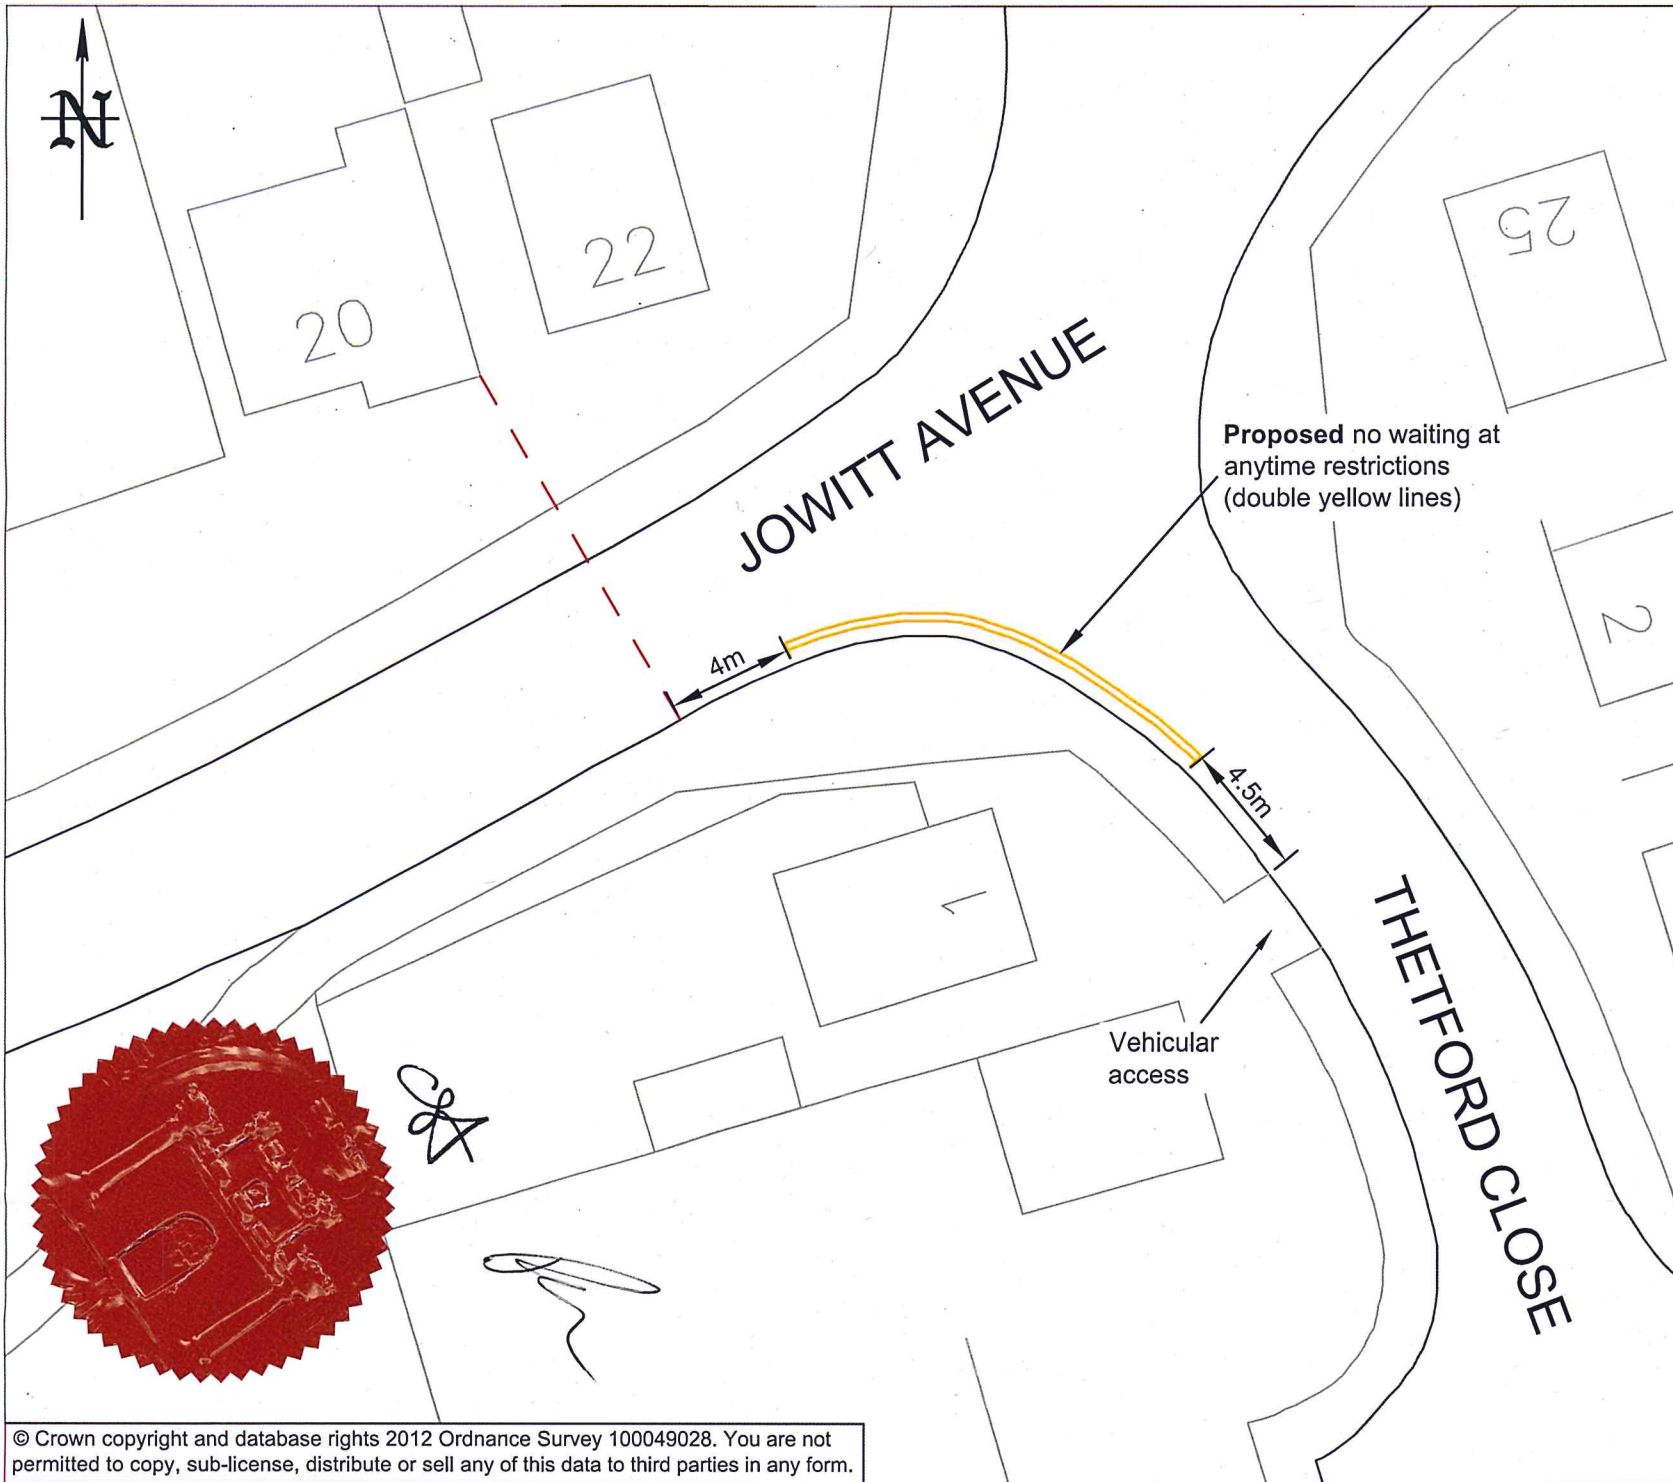 N
22
20
25
JOWITT AVENUE
Proposed no waiting at
anytime restrictions
(double yellow lines)
2
4m
4.5m
1
THETFORD CLOSE
Vehicular
access
© Crown copyright and database rights 2012 Ordnance Survey 100049028. You are not
permitted to copy, sub-license, distribute or sell any of this data to third parties in any form.